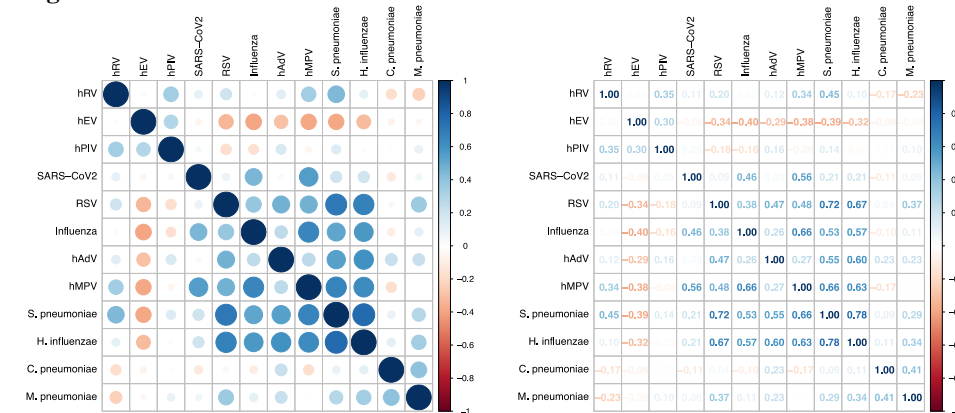 hRV hEV hPIV SARS−CoV2 RSV Influenza hAdV hMPV S. pneumoniae H. influenzae C. pneumoniae M. pneumoniae
hRV
hEV
hPIV
SARS−CoV2
RSV
Influenza
hAdV
hMPV
S. pneumoniae
H. influenzae
C. pneumoniae
M. pneumoniae
1
0.8
0.6
0.4
0.2
0
−0.2
−0.4
−0.6
−0.8
−1
hRV hEV hPIV SARS−CoV2 RSV Influenza hAdV hMPV S. pneumoniae H. influenzae C. pneumoniae M. pneumoniae
hRV 1.00 0.35 0.11 0.20 0.12 0.34 0.45 0.10 −0.17 −0.23
hEV 1.00 0.30 −0.34 −0.40 −0.29 −0.38 −0.39 −0.32
hPIV 0.35 0.30 1.00 −0.18 −0.16 0.16 0.14 0.10
SARS−CoV2 0.11 1.00 0.46 0.56 0.21 0.21 −0.11
RSV 0.20 −0.34 −0.18 1.00 0.38 0.47 0.48 0.72 0.67 0.37
Influenza −0.40 −0.16 0.46 0.38 1.00 0.26 0.66 0.53 0.57 −0.10 0.11
hAdV 0.12 −0.29 0.16 0.47 0.26 1.00 0.27 0.55 0.60 0.23 0.23
hMPV 0.34 −0.38 0.56 0.48 0.66 0.27 1.00 0.66 0.63 −0.17
S. pneumoniae 0.45 −0.39 0.14 0.21 0.72 0.53 0.55 0.66 1.00 0.78 0.09 0.29
H. influenzae 0.10 −0.32 0.21 0.67 0.57 0.60 0.63 0.78 1.00 0.11 0.34
C. pneumoniae −0.17 −0.11 −0.10 0.23 −0.17 0.09 0.11 1.00 0.41
M. pneumoniae −0.23 0.10 0.37 0.11 0.23 0.29 0.34 0.41 1.00